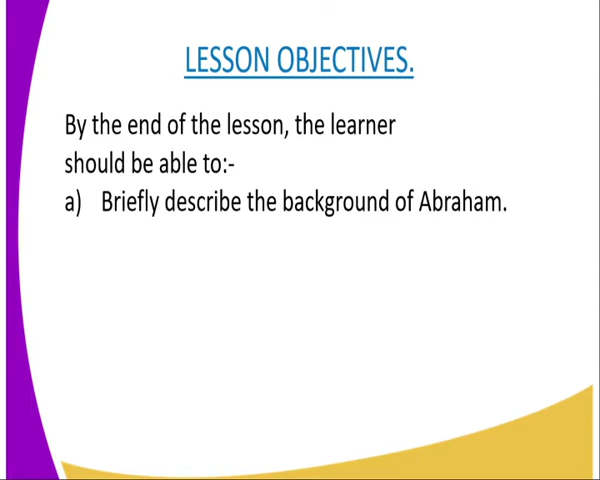 LESSON OBJECTIVES.
By the end of the lesson, the learner
should be able to:-
a) Briefly describe the background of Abraham.